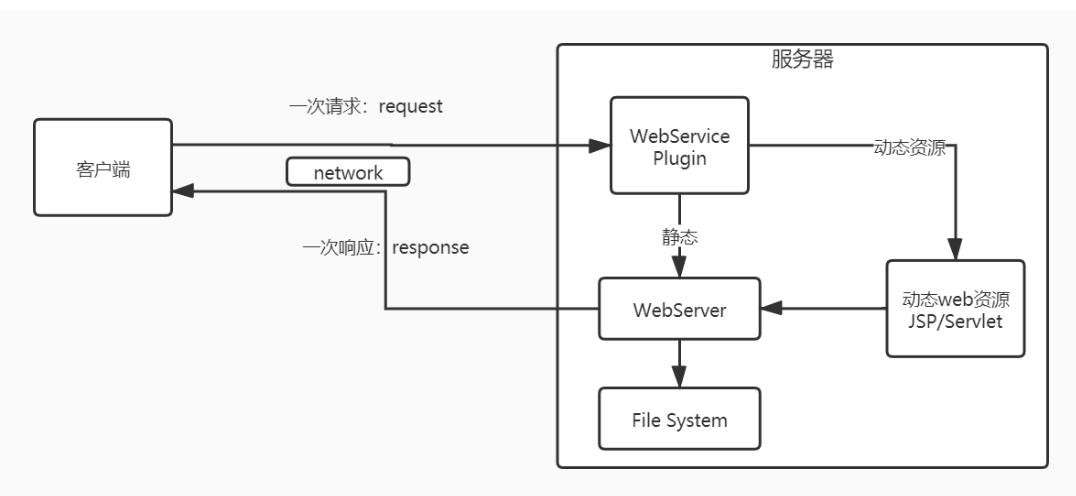 服务器
一次请求：request
WebService
Plugin
动态资源
客户端
network
静态
一次响应：response
动态web资源
JSP/Servlet
WebServer
File System